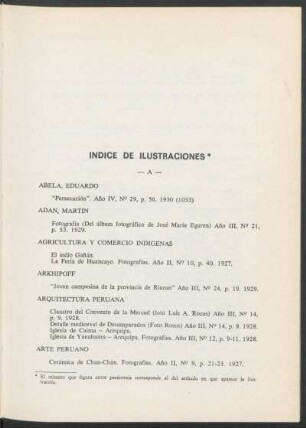 INDICE DE ILUSTRACIONES*
— A —
ABELA, EDUARDO
"Persecución". Año IV, Nº 29, p. 50. 1930 (1033)
ADAN, MARTIN
Fotografía (Del álbum fotográfico de José María Eguren) Año III, Nº 21,
p. 53. 1929.
AGRICULTURA Y COMERCIO INDIGENAS
El indio Gañán.
La Feria de Huancayo. Fotografías. Año II, Nº 10, p. 40. 1927.
ARKHIPOFF
"Joven campesina de la provincia de Riazan" Año III, Nº 24, p. 19. 1929.
ARQUITECTURA PERUANA
Claustro del Convento de la Merced (foto Luis A. Rozas) Año III, Nº 14,
p. 9. 1928.
Detalle medioeval de Desamparados (Foto Rozas) Año III, Nº 14, p. 9. 1928.
Iglesia de Caima — Arequipa.
Iglesia de Yanahuara — Arequipa. Fotografías. Año III, Nº 12, p. 9-11. 1928.
ARTE PERUANO
Cerámica de Chan-Chán. Fotografías. Año II, Nº 9, p. 21-23. 1927.
* El número que figura entre paréntesis corresponde al del artículo en que aparece la ilus-
tración.